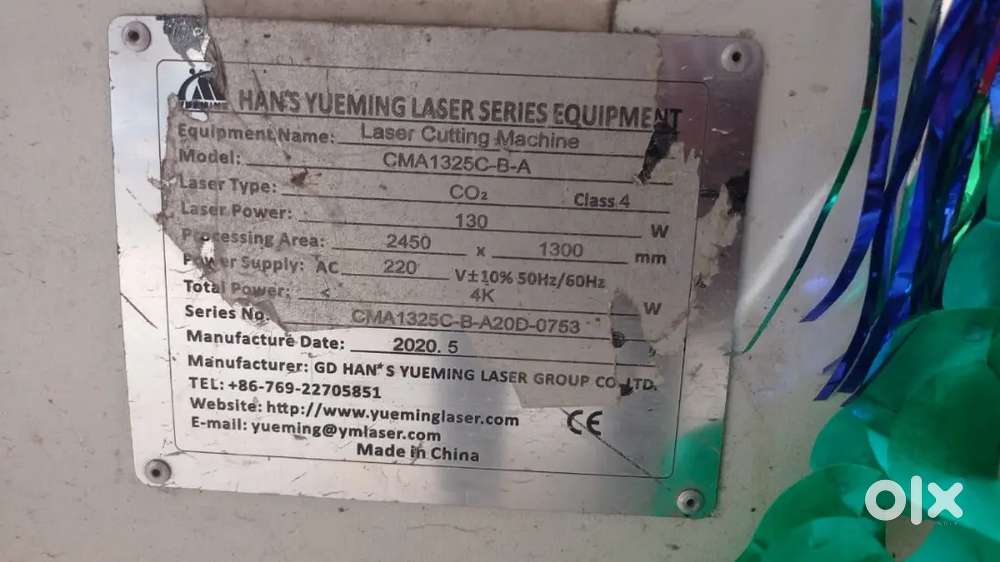 HAN'S YUEMING LASER SERIES EQUIPMENT
Equipment Name: Laser Cutting Machine
Model: CMA1325C-B-A
Laser Type: CO₂ Class 4
Laser Power: 130 W
Processing Area: 2450 x 1300 mm
Power Supply: AC 220 V±10% 50Hz/60Hz
Total Power: < 4K W
Series No. CMA1325C-B-A20D-0753
Manufacture Date: 2020. 5
Manufacturer: GD HAN'S YUEMING LASER GROUP CO., LTD.
TEL: +86-769-22705851
Website: http://www.yueminglaser.com
E-mail: yueming@ymlaser.com
CE
Made in China
olx